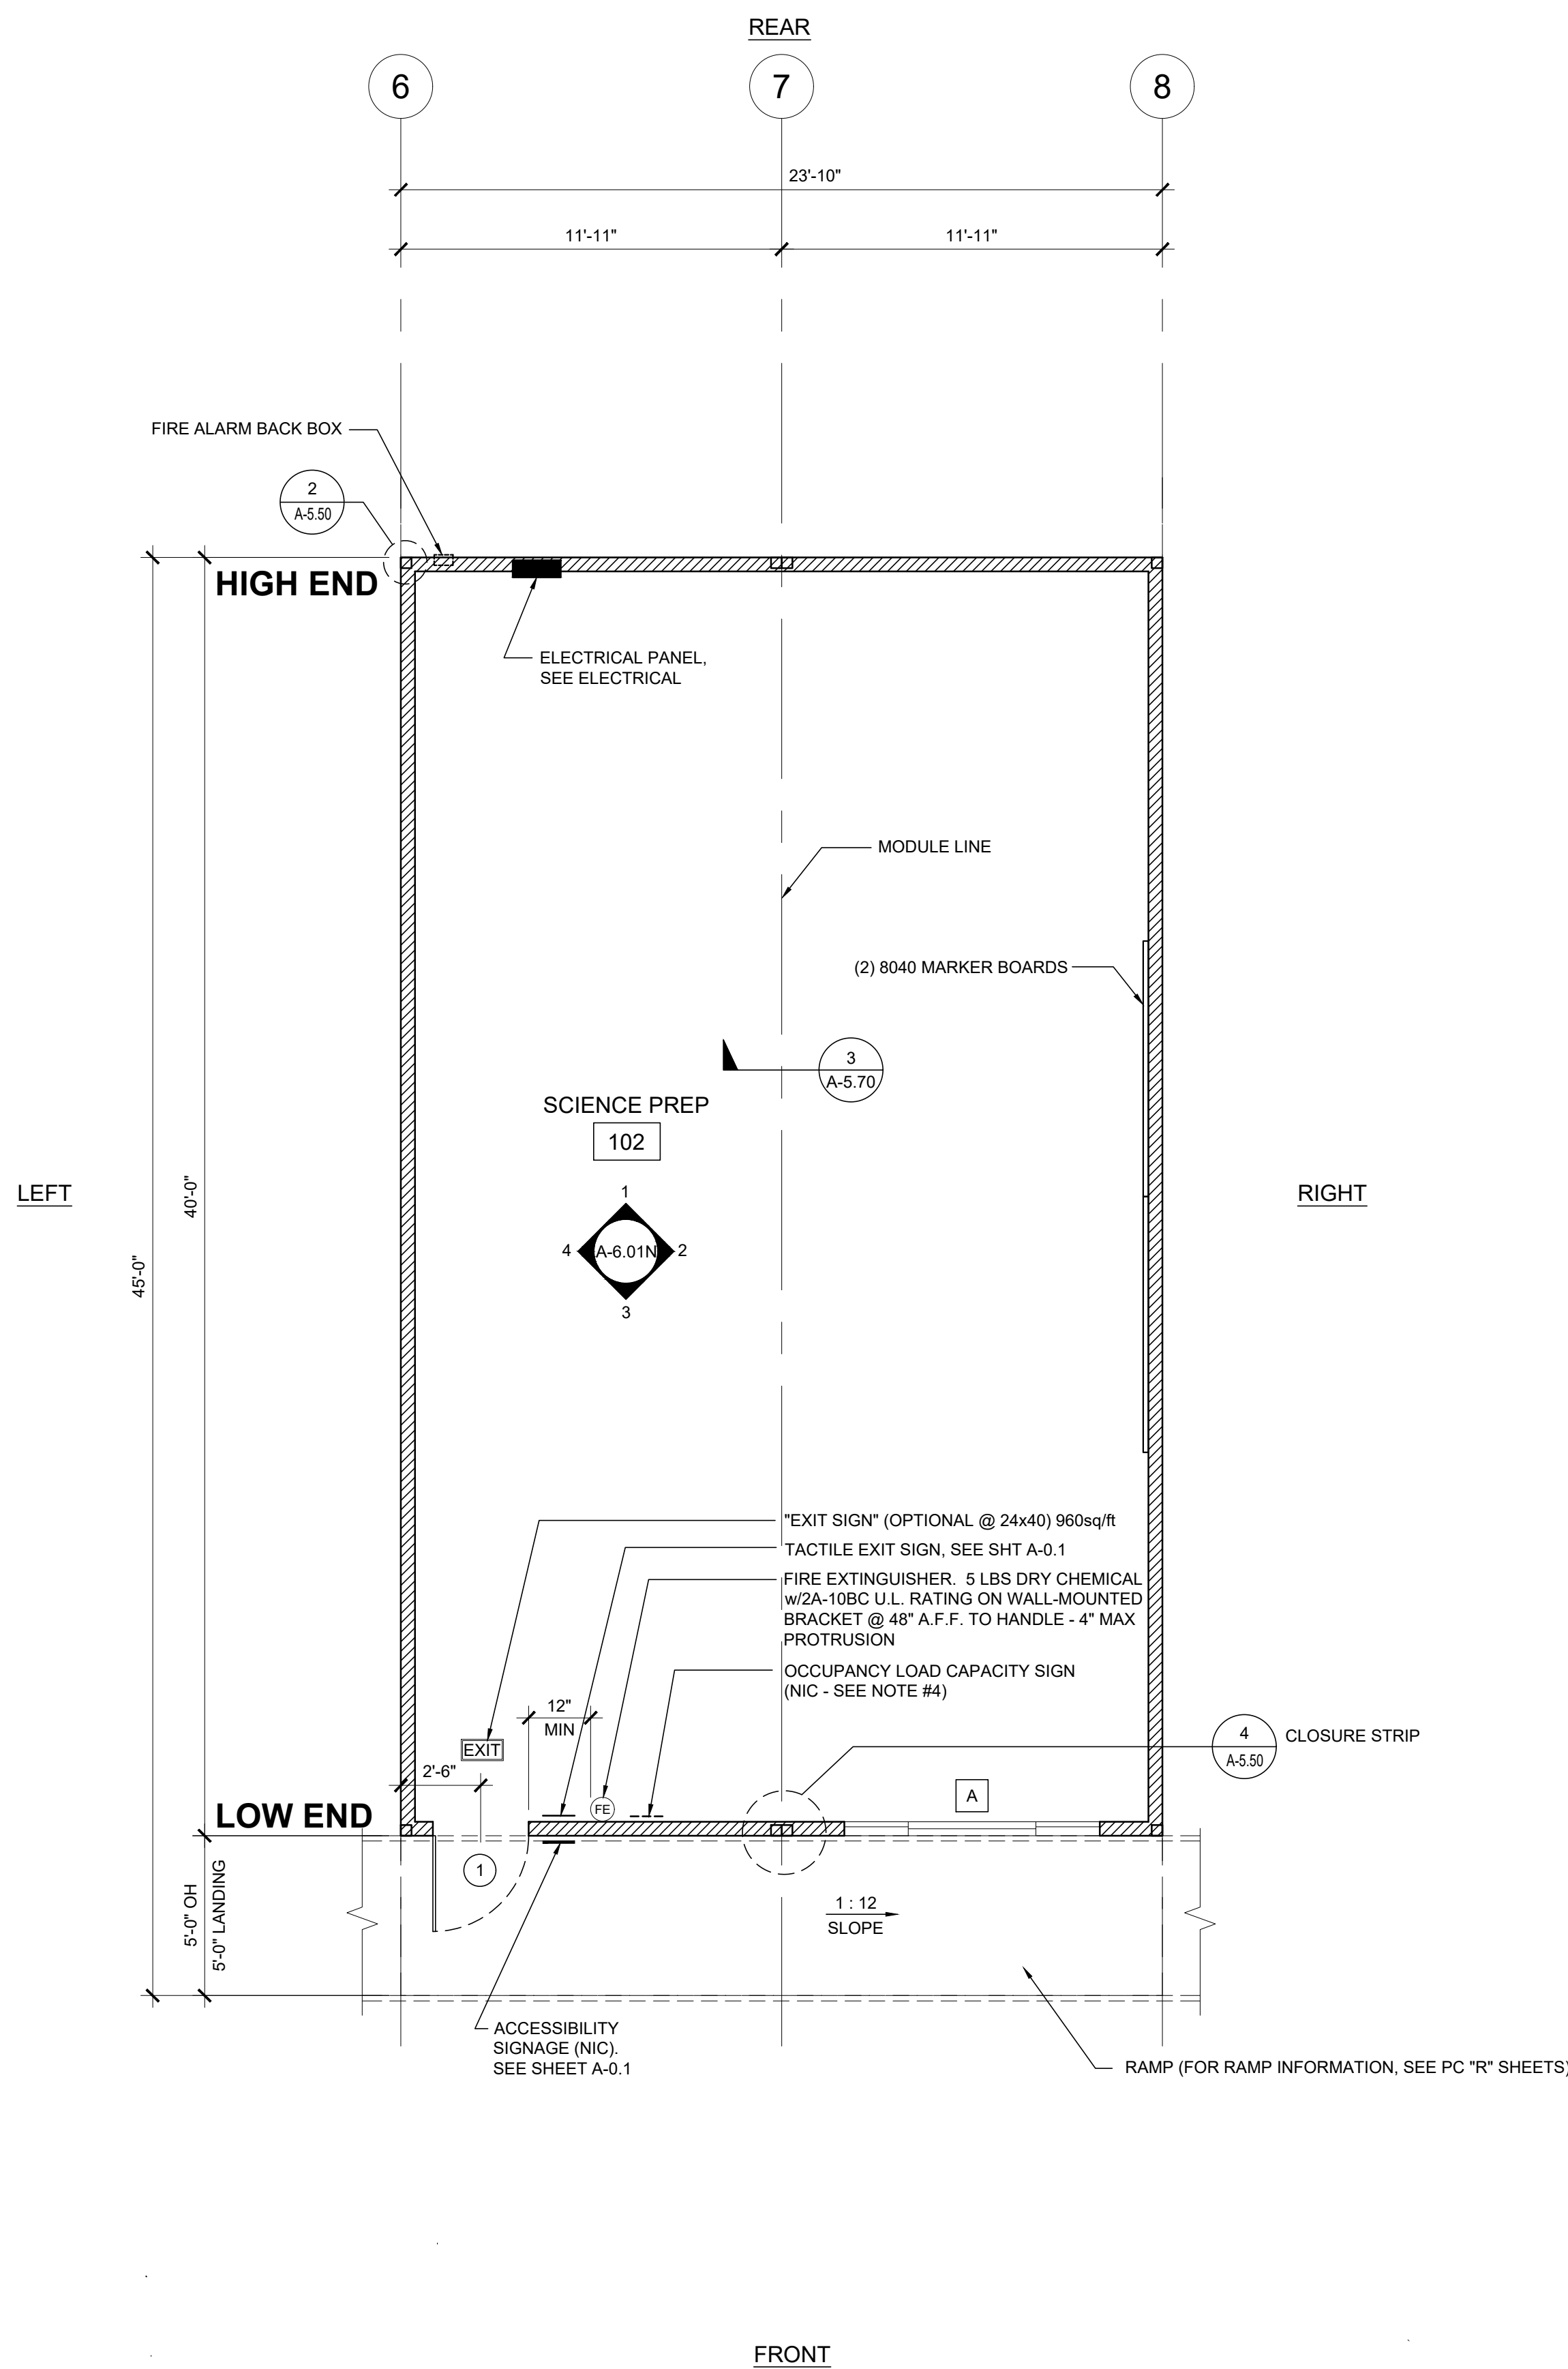 REAR
6
7
8
23'-10"
11'-11"
11'-11"
FIRE ALARM BACK BOX
2
A-5.50
HIGH END
ELECTRICAL PANEL,
SEE ELECTRICAL
MODULE LINE
(2) 8040 MARKER BOARDS
3
A-5.70
SCIENCE PREP
102
LEFT
RIGHT
40'-0"
45'-0"
1
4
A-6.01N
2
3
"EXIT SIGN" (OPTIONAL @ 24x40) 960sq/ft
TACTILE EXIT SIGN, SEE SHT A-0.1
FIRE EXTINGUISHER. 5 LBS DRY CHEMICAL
w/2A-10BC U.L. RATING ON WALL-MOUNTED
BRACKET @ 48" A.F.F. TO HANDLE - 4" MAX
PROTRUSION
OCCUPANCY LOAD CAPACITY SIGN
(NIC - SEE NOTE #4)
12"
MIN
EXIT
2'-6"
4
A-5.50
CLOSURE STRIP
A
FE
LOW END
1
5'-0" OH
5'-0" LANDING
1 : 12
SLOPE
ACCESSIBILITY
SIGNAGE (NIC).
SEE SHEET A-0.1
RAMP (FOR RAMP INFORMATION, SEE PC "R" SHEETS)
FRONT